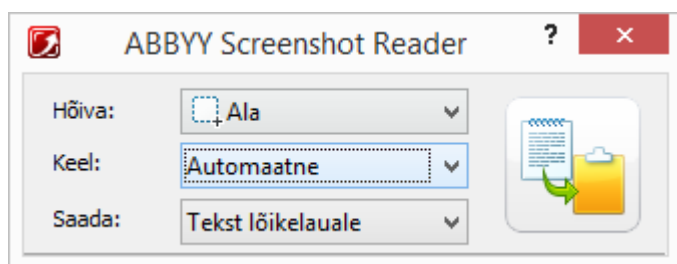 ABBYY Screenshot Reader ? ×
Hõiva: Ala
Keel: Automaatne
Saada: Tekst lõikelauale